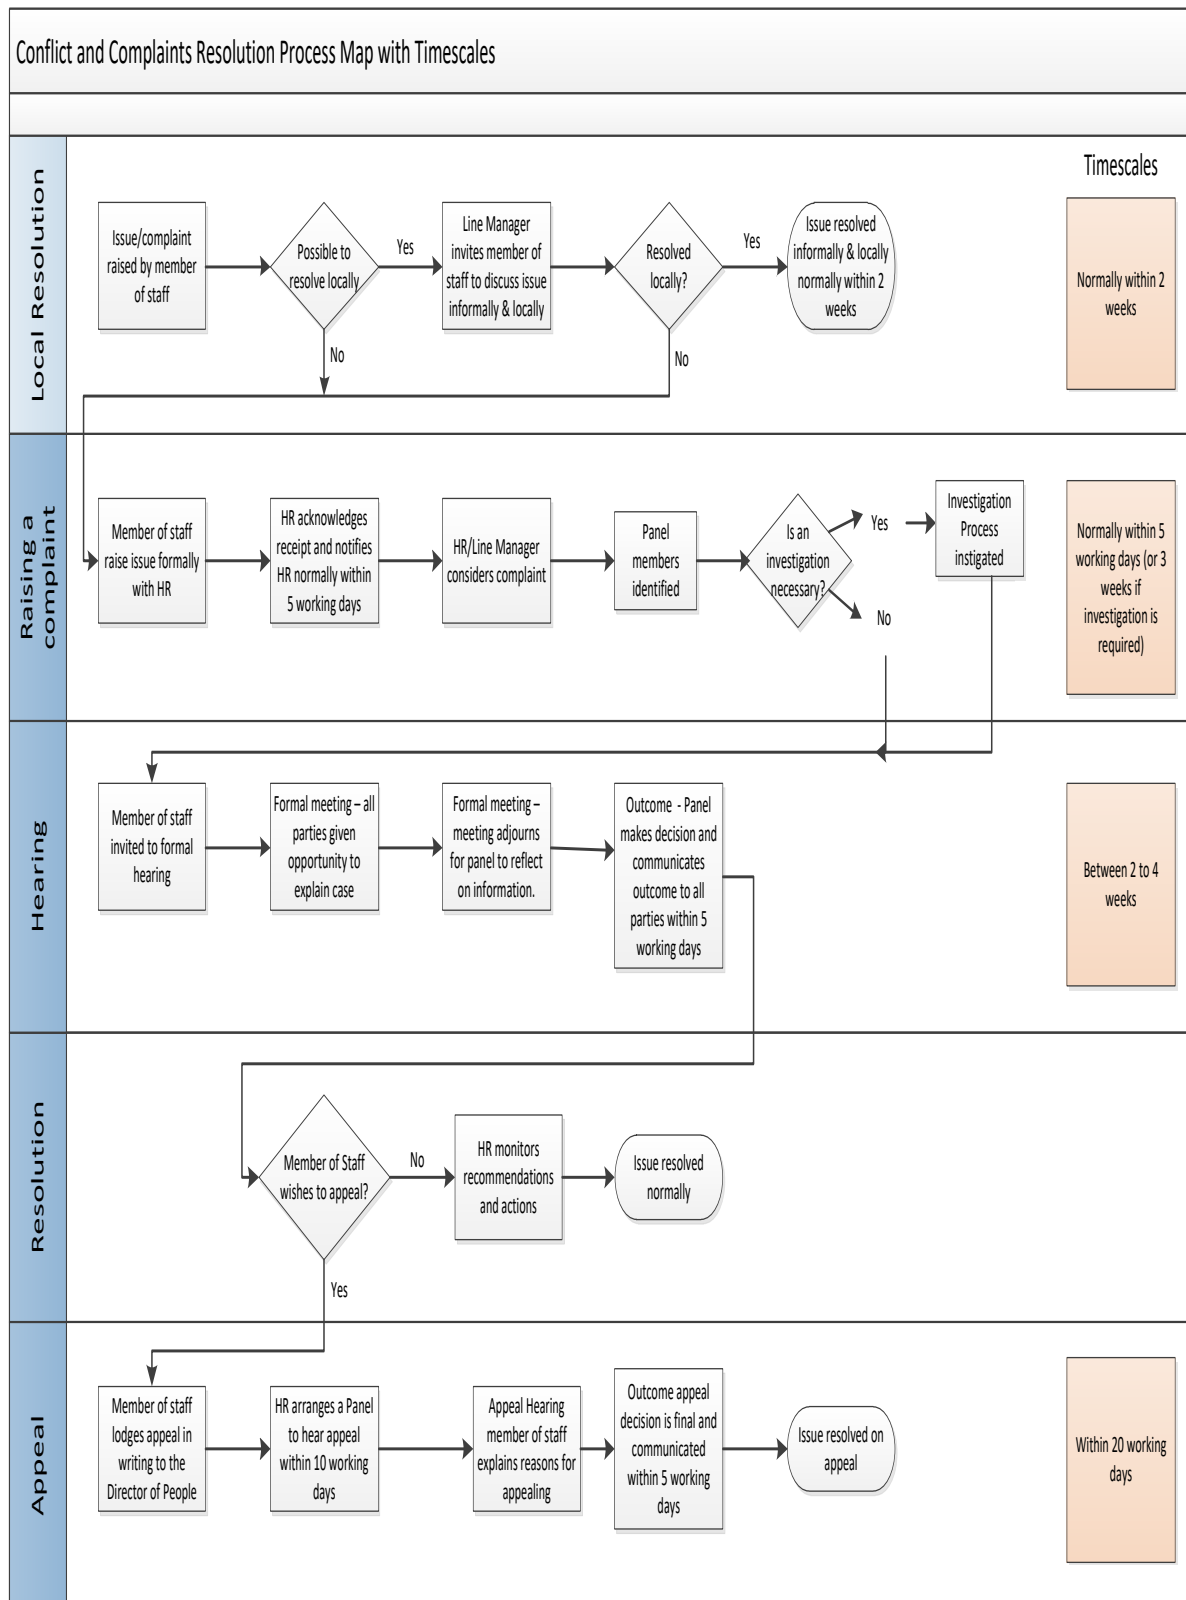 Conflict and Complaints Resolution Process Map with Timescales
Local Resolution
Timescales
Issue/complaint
raised by member
of staff
Possible to
resolve locally
Yes
No
Line Manager
invites member of
staff to discuss issue
informally & locally
Resolved
locally?
Yes
No
Issue resolved
informally & locally
normally within 2
weeks
Normally within 2
weeks
Raising a
complaint
Member of staff
raise issue formally
with HR
HR acknowledges
receipt and notifies
HR normally within
5 working days
HR/Line Manager
considers complaint
Panel
members
identified
Is an
investigation
necessary?
Yes
No
Investigation
Process
instigated
Normally within 5
working days (or 3
weeks if
investigation is
required)
Hearing
Member of staff
invited to formal
hearing
Formal meeting – all
parties given
opportunity to
explain case
Formal meeting –
meeting adjourns
for panel to reflect
on information.
Outcome - Panel
makes decision and
communicates
outcome to all
parties within 5
working days
Between 2 to 4
weeks
Resolution
Member of Staff
wishes to appeal?
No
Yes
HR monitors
recommendations
and actions
Issue resolved
normally
Appeal
Member of staff
lodges appeal in
writing to the
Director of People
HR arranges a Panel
to hear appeal
within 10 working
days
Appeal Hearing
member of staff
explains reasons for
appealing
Outcome appeal
decision is final and
communicated
within 5 working
days
Issue resolved on
appeal
Within 20 working
days